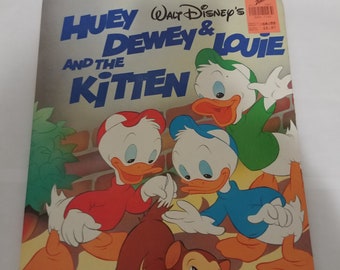 WALT DISNEY'S
HUEY
DEWEY & LOUIE
AND THE
KITTEN